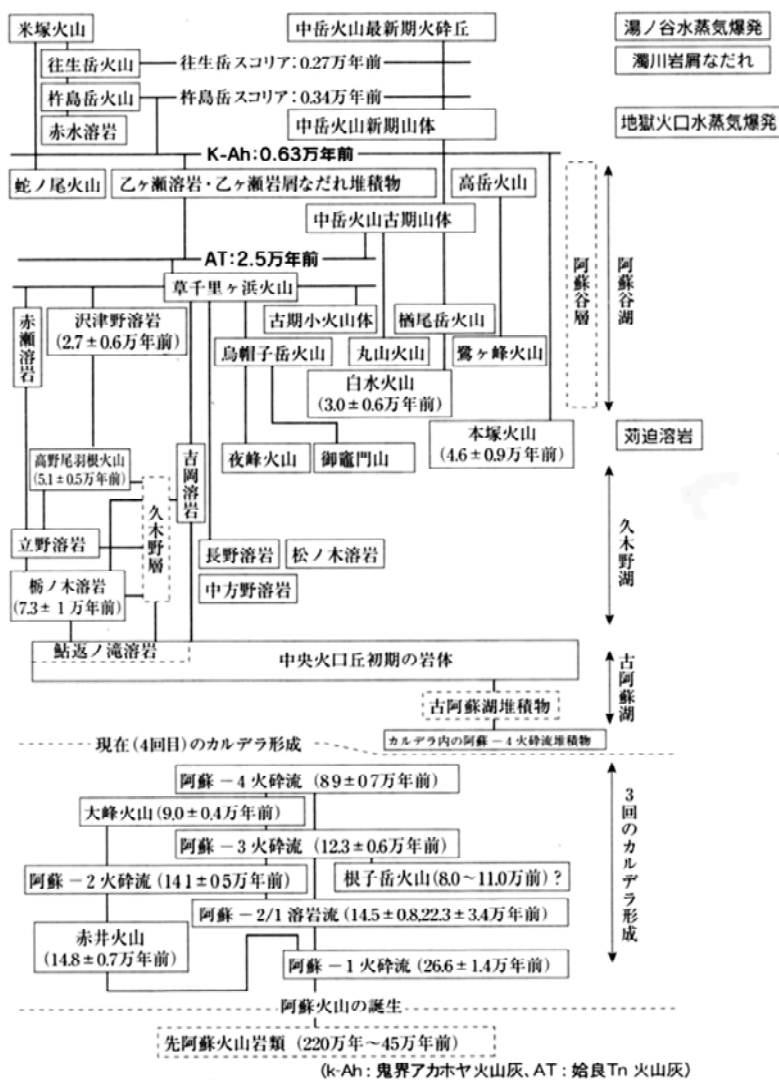 米塚火山
中岳火山最新期火砕丘
湯ノ谷水蒸気爆発
往生岳火山
往生岳スコリア:0.27万年前
濁川岩屑なだれ
杵島岳火山
杵島岳スコリア:0.34万年前
赤水溶岩
中岳火山新期山体
地獄火口水蒸気爆発
K-Ah:0.63万年前
蛇ノ尾火山
乙ヶ瀬溶岩・乙ヶ瀬岩屑なだれ堆積物
高岳火山
中岳火山古期山体
AT:2.5万年前
草千里ヶ浜火山
阿蘇谷層
阿蘇谷湖
赤瀬溶岩
沢津野溶岩
(2.7±0.6万年前)
古期小火山体
楢尾岳火山
烏帽子岳火山
丸山火山
鷲ヶ峰火山
白水火山
(3.0±0.6万年前)
本塚火山
(4.6±0.9万年前)
苅迫溶岩
高野尾羽根火山
(5.1±0.5万年前)
吉岡溶岩
夜峰火山
御竈門山
久木野層
久木野湖
立野溶岩
長野溶岩
松ノ木溶岩
栃ノ木溶岩
(7.3±1万年前)
中方野溶岩
鮎返ノ滝溶岩
中央火口丘初期の岩体
古阿蘇湖
古阿蘇湖堆積物
現在(4回目)のカルデラ形成
カルデラ内の阿蘇-4火砕流堆積物
阿蘇-4火砕流 (89±07万年前)
大峰火山(9.0±0.4万年前)
3回のカルデラ形成
阿蘇-3火砕流 (12.3±0.6万年前)
阿蘇-2火砕流(141±05万年前)
根子岳火山(8.0~11.0万前)?
阿蘇-2/1溶岩流(14.5±0.8,22.3±3.4万年前)
赤井火山
(14.8±0.7万年前)
阿蘇-1火砕流(26.6±1.4万年前)
阿蘇火山の誕生
先阿蘇火山岩類 (220万年~45万年前)
(k-Ah:鬼界アカホヤ火山灰、AT:姶良Tn 火山灰)